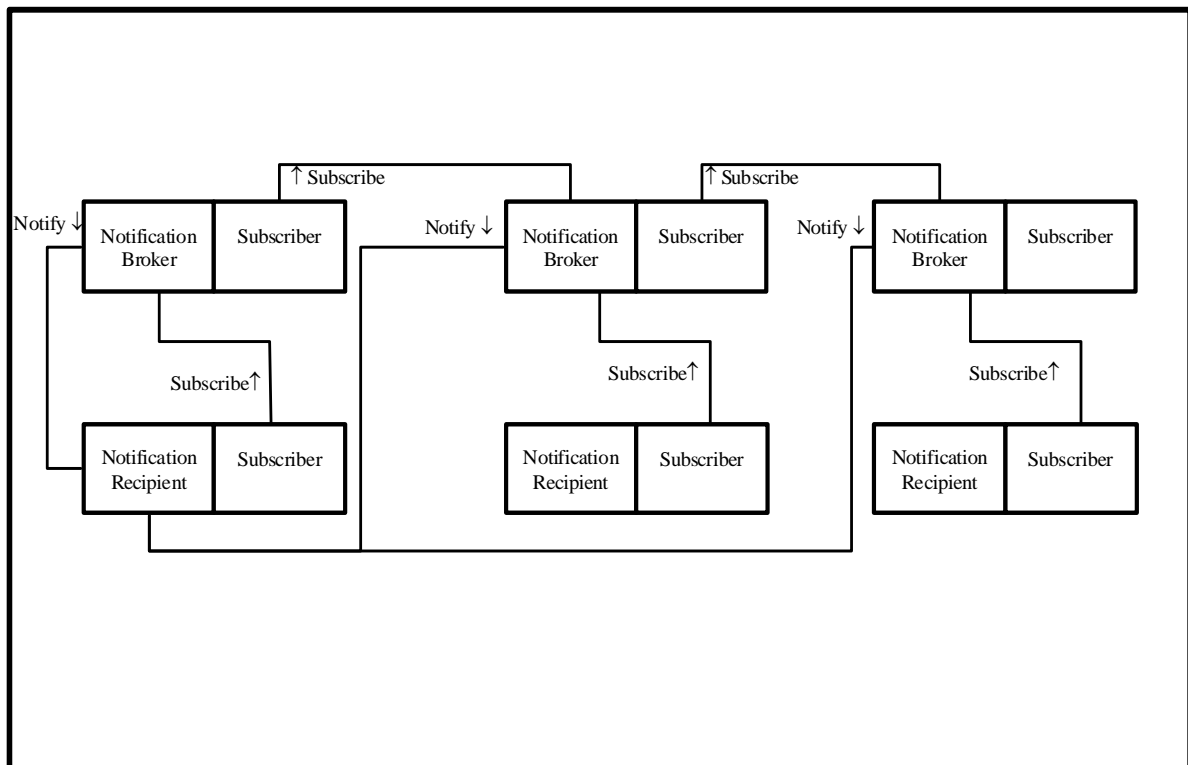 ↑ Subscribe
↑ Subscribe
Notify ↓
Notification
Broker
Subscriber
Notify ↓
Notification
Broker
Subscriber
Notify ↓
Notification
Broker
Subscriber
Subscribe↑
Subscribe↑
Subscribe↑
Notification
Recipient
Subscriber
Notification
Recipient
Subscriber
Notification
Recipient
Subscriber